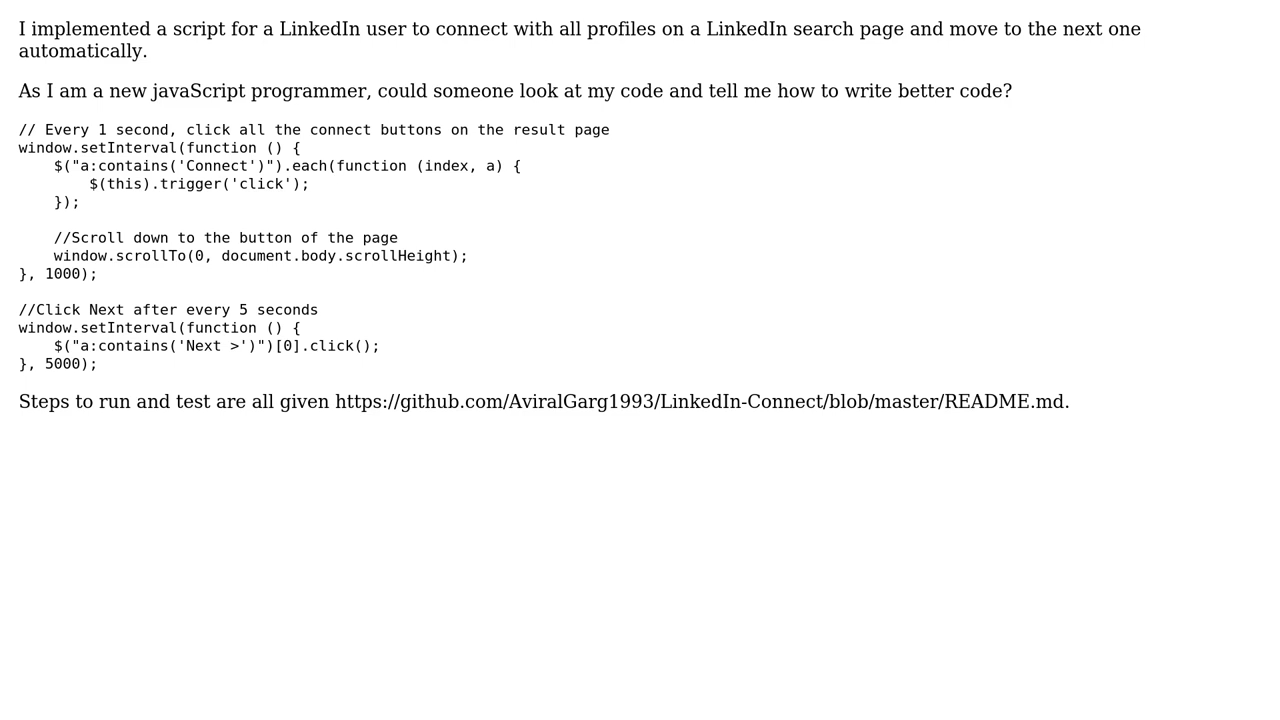 I implemented a script for a LinkedIn user to connect with all profiles on a LinkedIn search page and move to the next one
automatically.
As I am a new javaScript programmer, could someone look at my code and tell me how to write better code?
// Every 1 second, click all the connect buttons on the result page
window.setInterval(function () {
    $("a:contains('Connect')").each(function (index, a) {
        $(this).trigger('click');
    });
    //Scroll down to the button of the page
    window.scrollTo(0, document.body.scrollHeight);
}, 1000);
//Click Next after every 5 seconds
window.setInterval(function () {
    $("a:contains('Next >')")[0].click();
}, 5000);
Steps to run and test are all given https://github.com/AviralGarg1993/LinkedIn-Connect/blob/master/README.md.